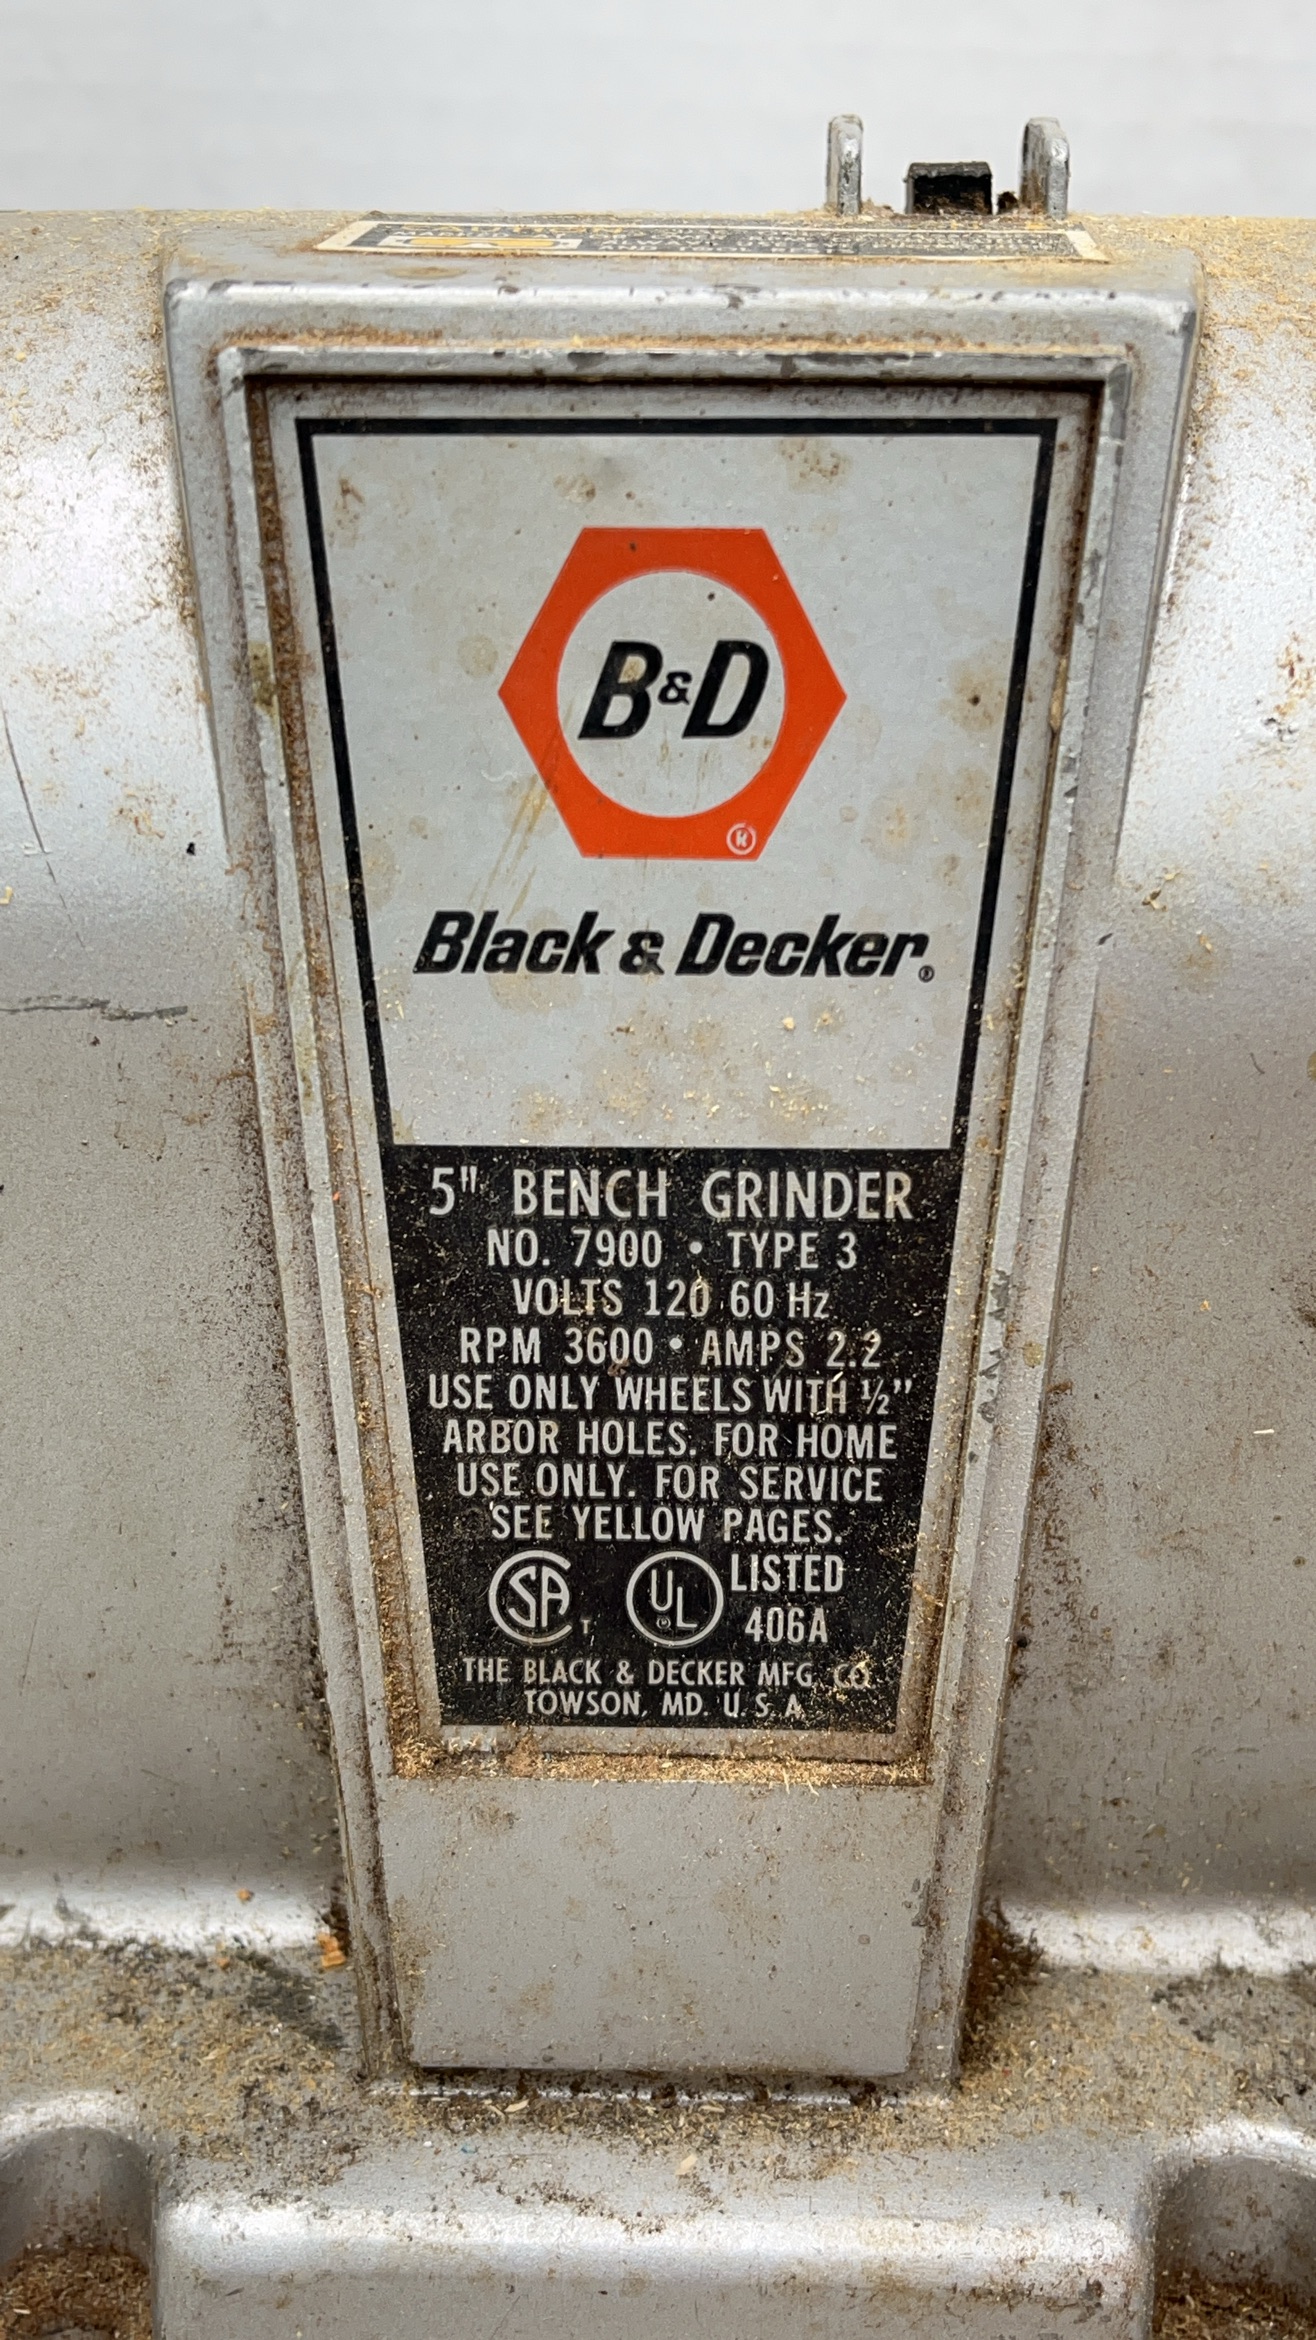 B&D
®
Black & Decker®
5" BENCH GRINDER
NO. 7900 • TYPE 3
VOLTS 120 60 Hz
RPM 3600 • AMPS 2.2
USE ONLY WHEELS WITH ½"
ARBOR HOLES. FOR HOME
USE ONLY. FOR SERVICE
SEE YELLOW PAGES.
SA T UL LISTED
406A
THE BLACK & DECKER MFG. CO.
TOWSON, MD. U.S.A.